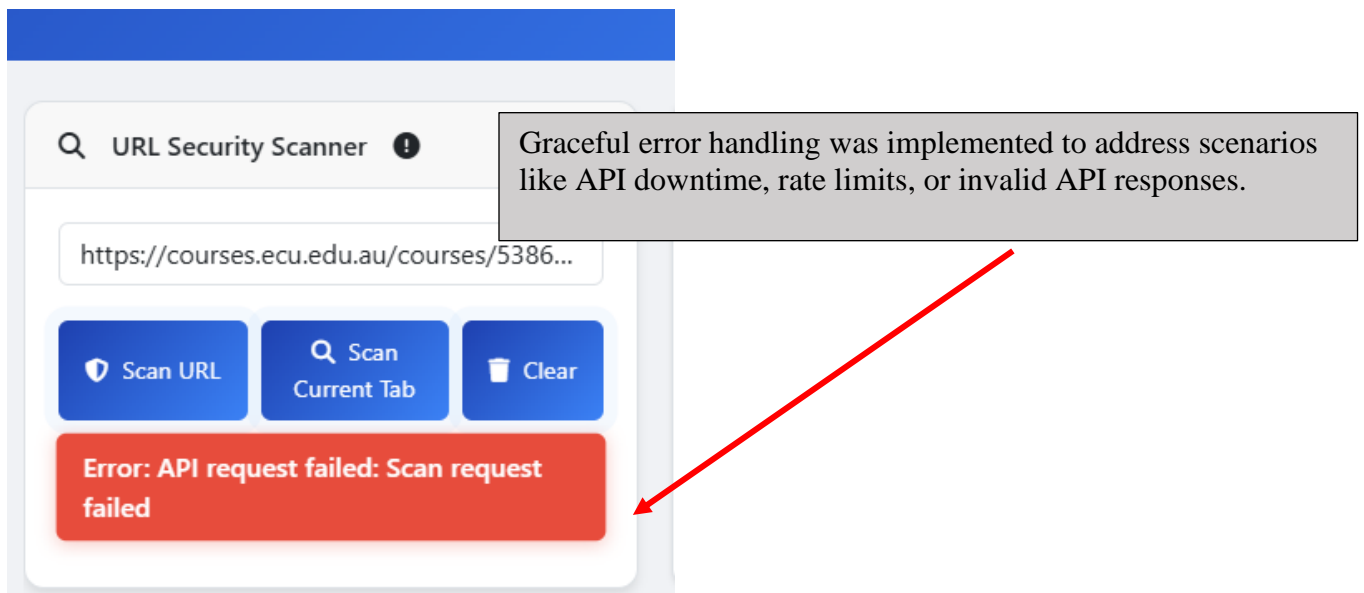 URL Security Scanner
Graceful error handling was implemented to address scenarios
like API downtime, rate limits, or invalid API responses.
https://courses.ecu.edu.au/courses/5386...
Scan URL
Scan
Current Tab
Clear
Error: API request failed: Scan request
failed